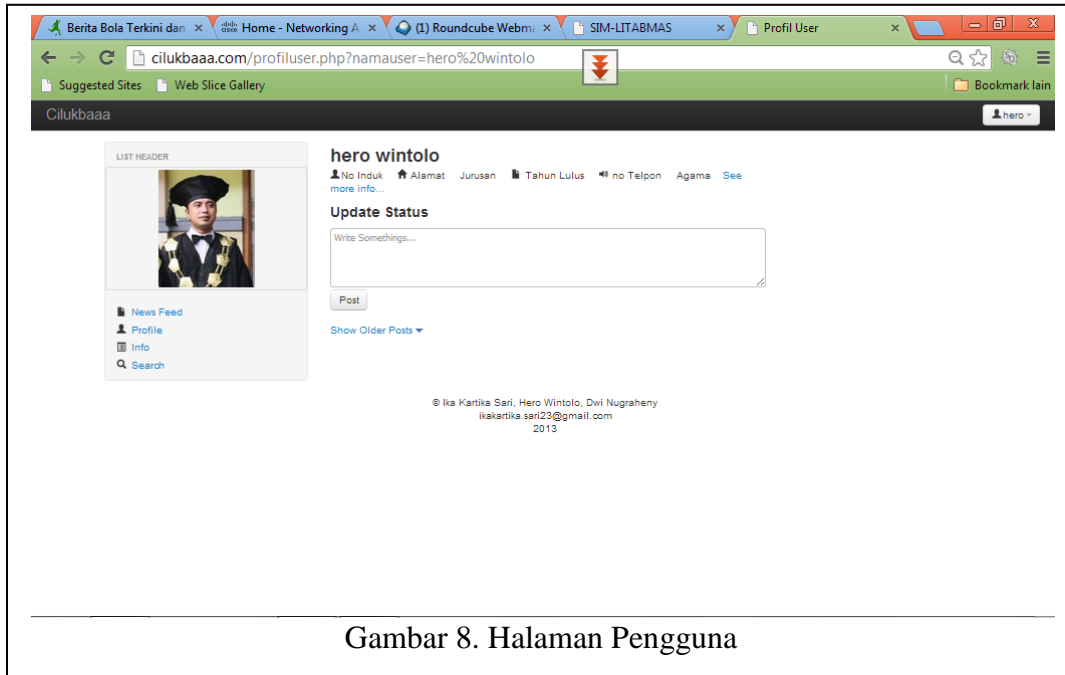 Berita Bola Terkini dan
Home - Networking A
(1) Roundcube Webma
SIM-LITABMAS
Profil User
cilukbaaa.com/profiluser.php?namauser=hero%20wintolo
Suggested Sites
Web Slice Gallery
Bookmark lain
Cilukbaaa
hero
LIST HEADER
News Feed
Profile
Info
Search
hero wintolo
No Induk Alamat Jurusan Tahun Lulus no Telpon Agama See
more info...
Update Status
Write Somethings...
Post
Show Older Posts
© Ika Kartika Sari, Hero Wintolo, Dwi Nugraheny
ikakartika.sari23@gmail.com
2013
Gambar 8. Halaman Pengguna